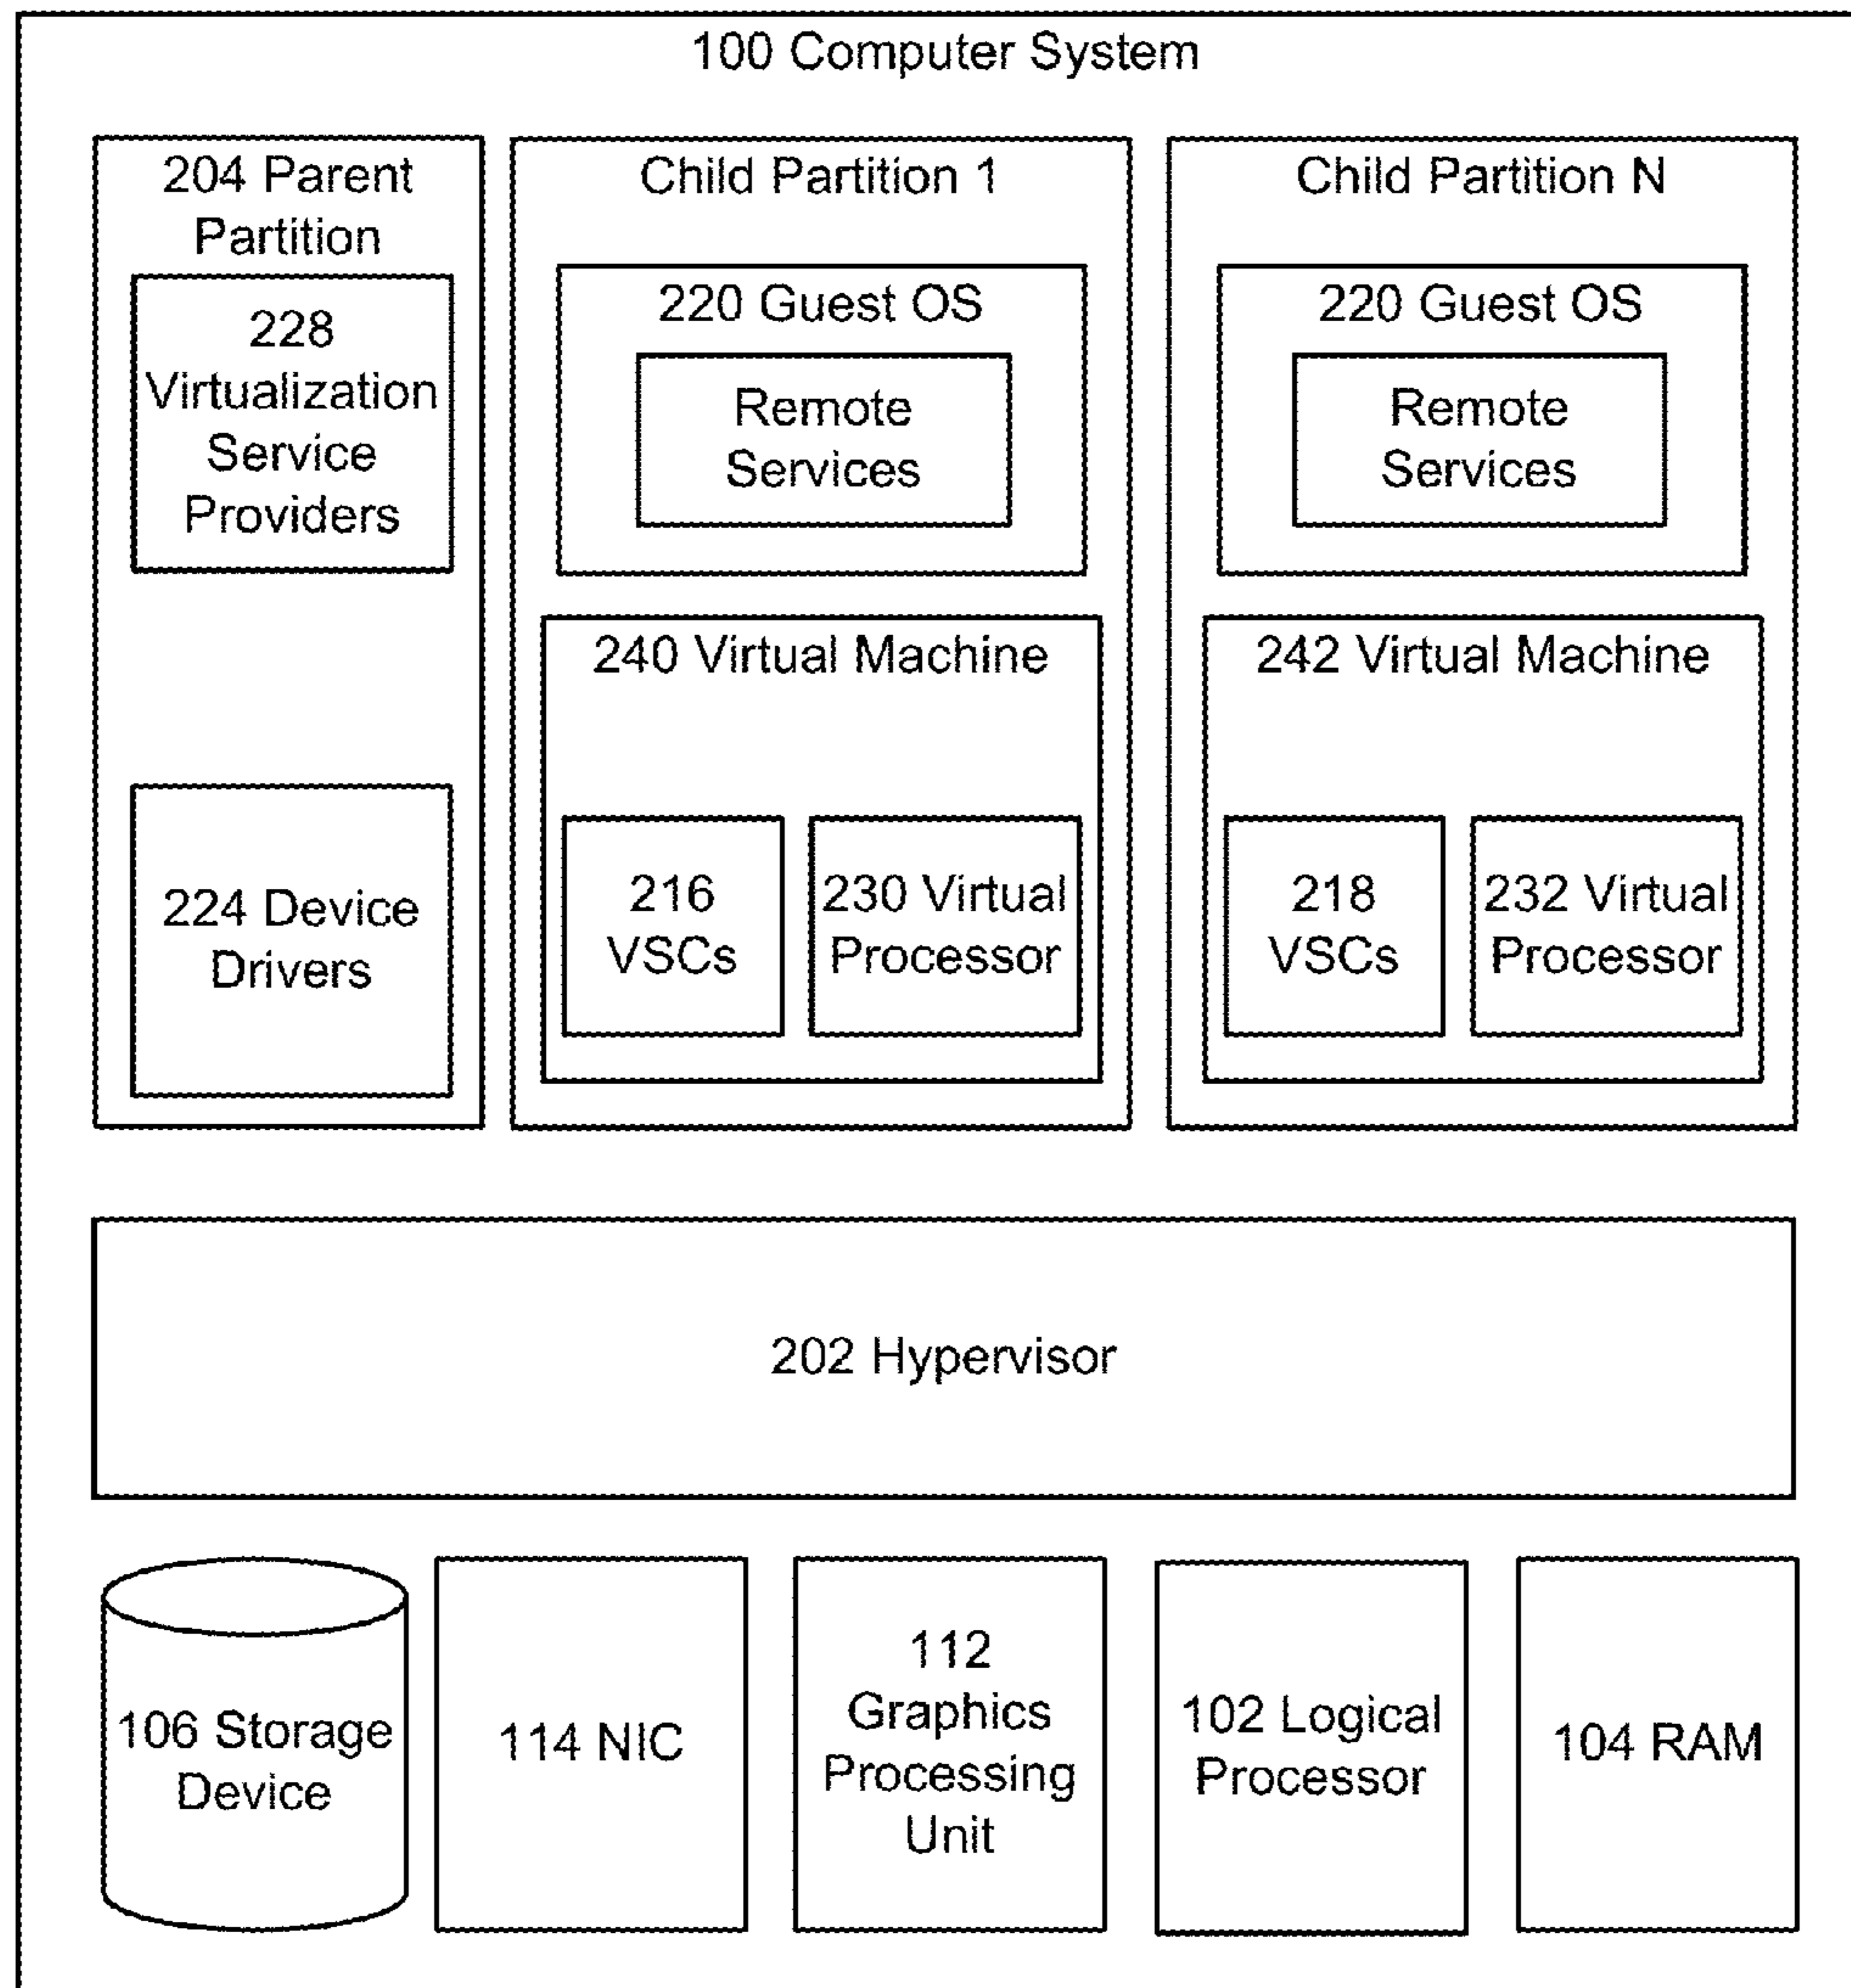 100 Computer System
204 Parent
Partition
228
Virtualization
Service
Providers
224 Device
Drivers
Child Partition 1
220 Guest OS
Remote
Services
240 Virtual Machine
216
VSCs
230 Virtual
Processor
Child Partition N
220 Guest OS
Remote
Services
242 Virtual Machine
218
VSCs
232 Virtual
Processor
202 Hypervisor
106 Storage
Device
114 NIC
112
Graphics
Processing
Unit
102 Logical
Processor
104 RAM